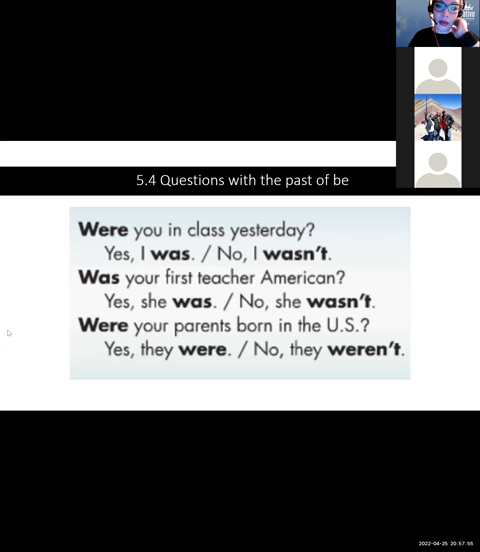 5.4 Questions with the past of be
Were you in class yesterday?
Yes, I was. / No, I wasn't.
Was your first teacher American?
Yes, she was. / No, she wasn't.
Were your parents born in the U.S.?
Yes, they were. / No, they weren't.
2022-04-25 20:57:55